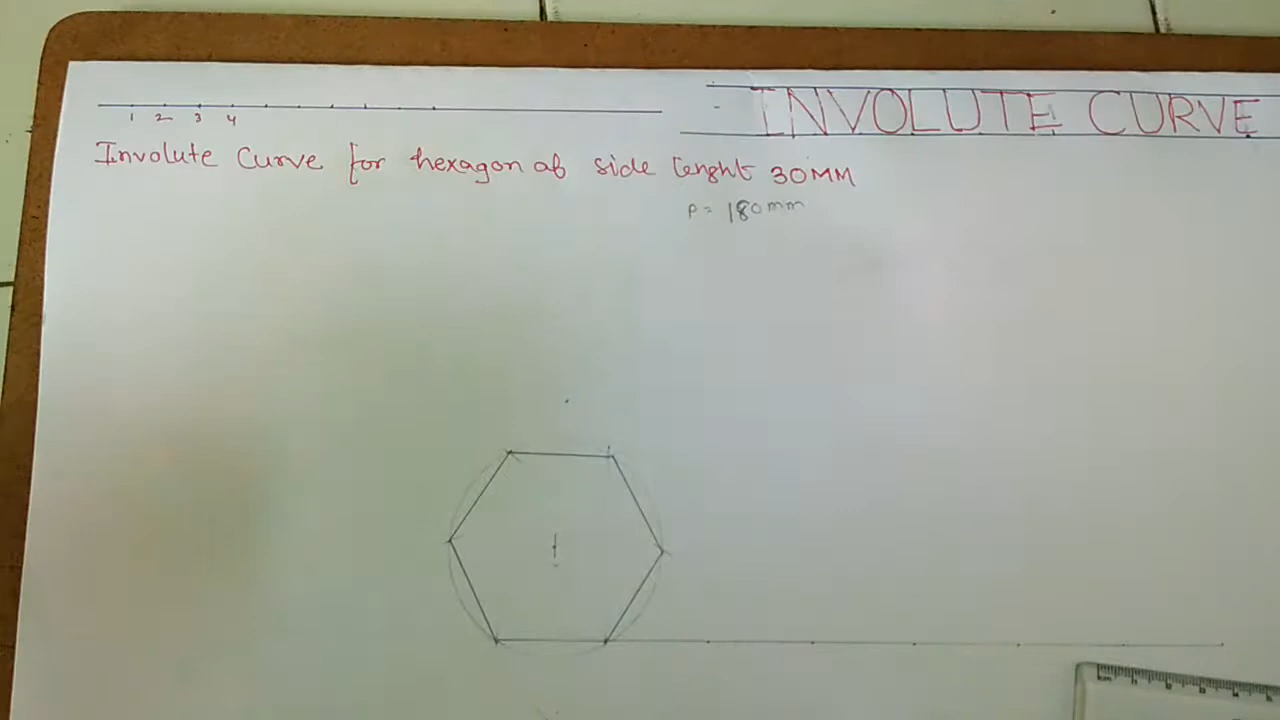 INVOLUTE CURVE
1 2 3 4
Involute Curve for hexagon of side lenght 30MM
P = 180mm